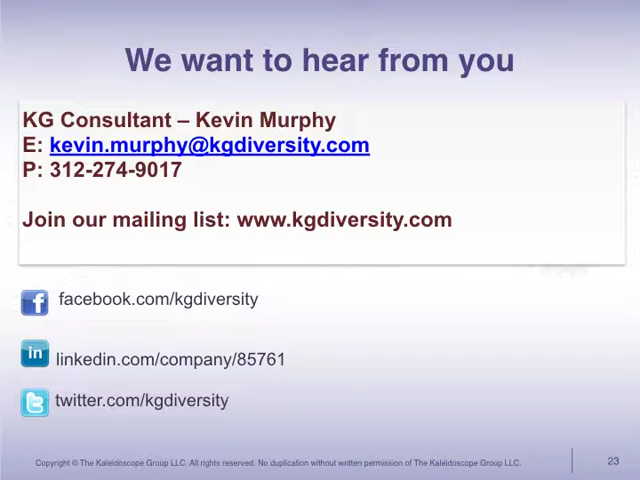 We want to hear from you
KG Consultant – Kevin Murphy
E: kevin.murphy@kgdiversity.com
P: 312-274-9017
Join our mailing list: www.kgdiversity.com
f facebook.com/kgdiversity
in linkedin.com/company/85761
t twitter.com/kgdiversity
Copyright © The Kaleidoscope Group LLC. All rights reserved. No duplication without written permission of The Kaleidoscope Group LLC. 23